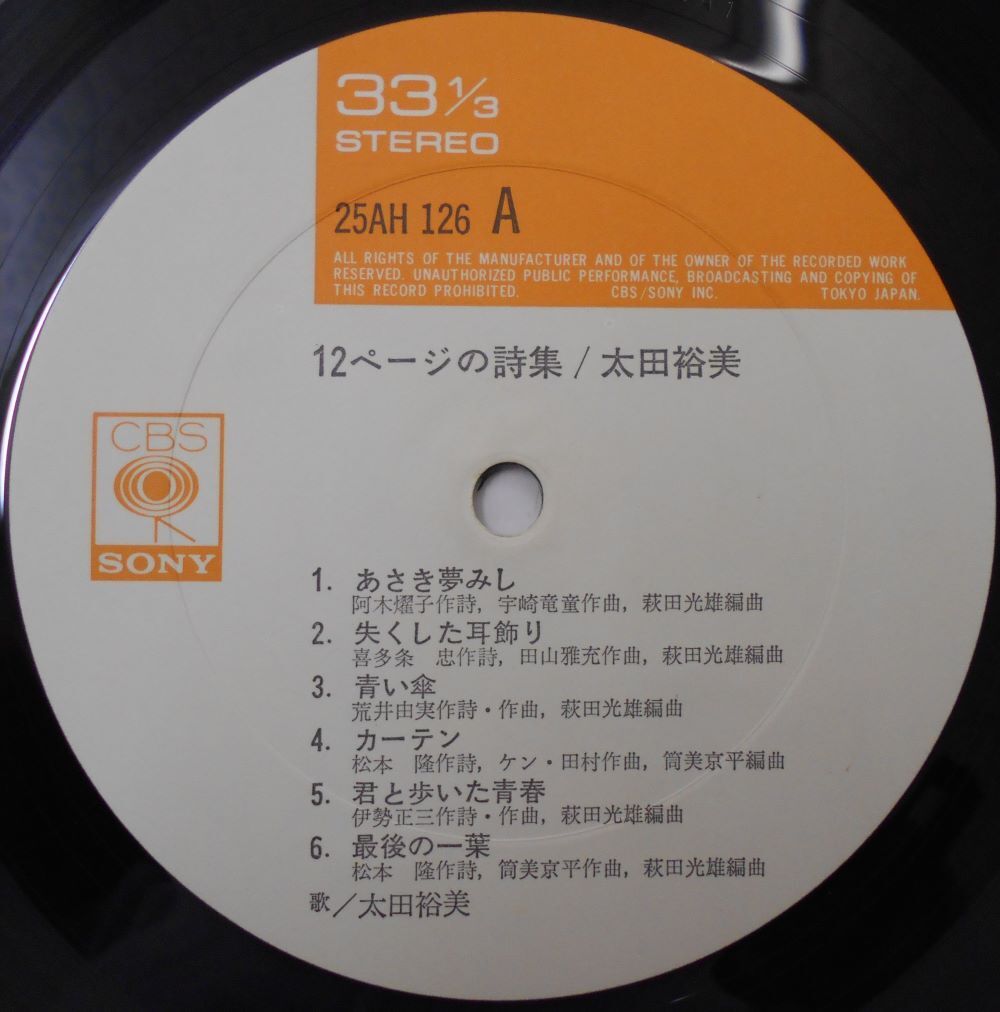 33 1/3
STEREO
25AH 126 A
ALL RIGHTS OF THE MANUFACTURER AND OF THE OWNER OF THE RECORDED WORK
RESERVED. UNAUTHORIZED PUBLIC PERFORMANCE, BROADCASTING AND COPYING OF
THIS RECORD PROHIBITED. CBS/SONY INC. TOKYO JAPAN.
12ページの詩集/太田裕美
CBS
SONY
1. あさき夢みし
阿木燿子作詩, 宇崎竜童作曲, 萩田光雄編曲
2. 失くした耳飾り
喜多条 忠作詩, 田山雅充作曲, 萩田光雄編曲
3. 青い傘
荒井由実作詩・作曲, 萩田光雄編曲
4. カーテン
松本 隆作詩, ケン・田村作曲, 筒美京平編曲
5. 君と歩いた青春
伊勢正三作詩・作曲, 萩田光雄編曲
6. 最後の一葉
松本 隆作詩, 筒美京平作曲, 萩田光雄編曲
歌/太田裕美